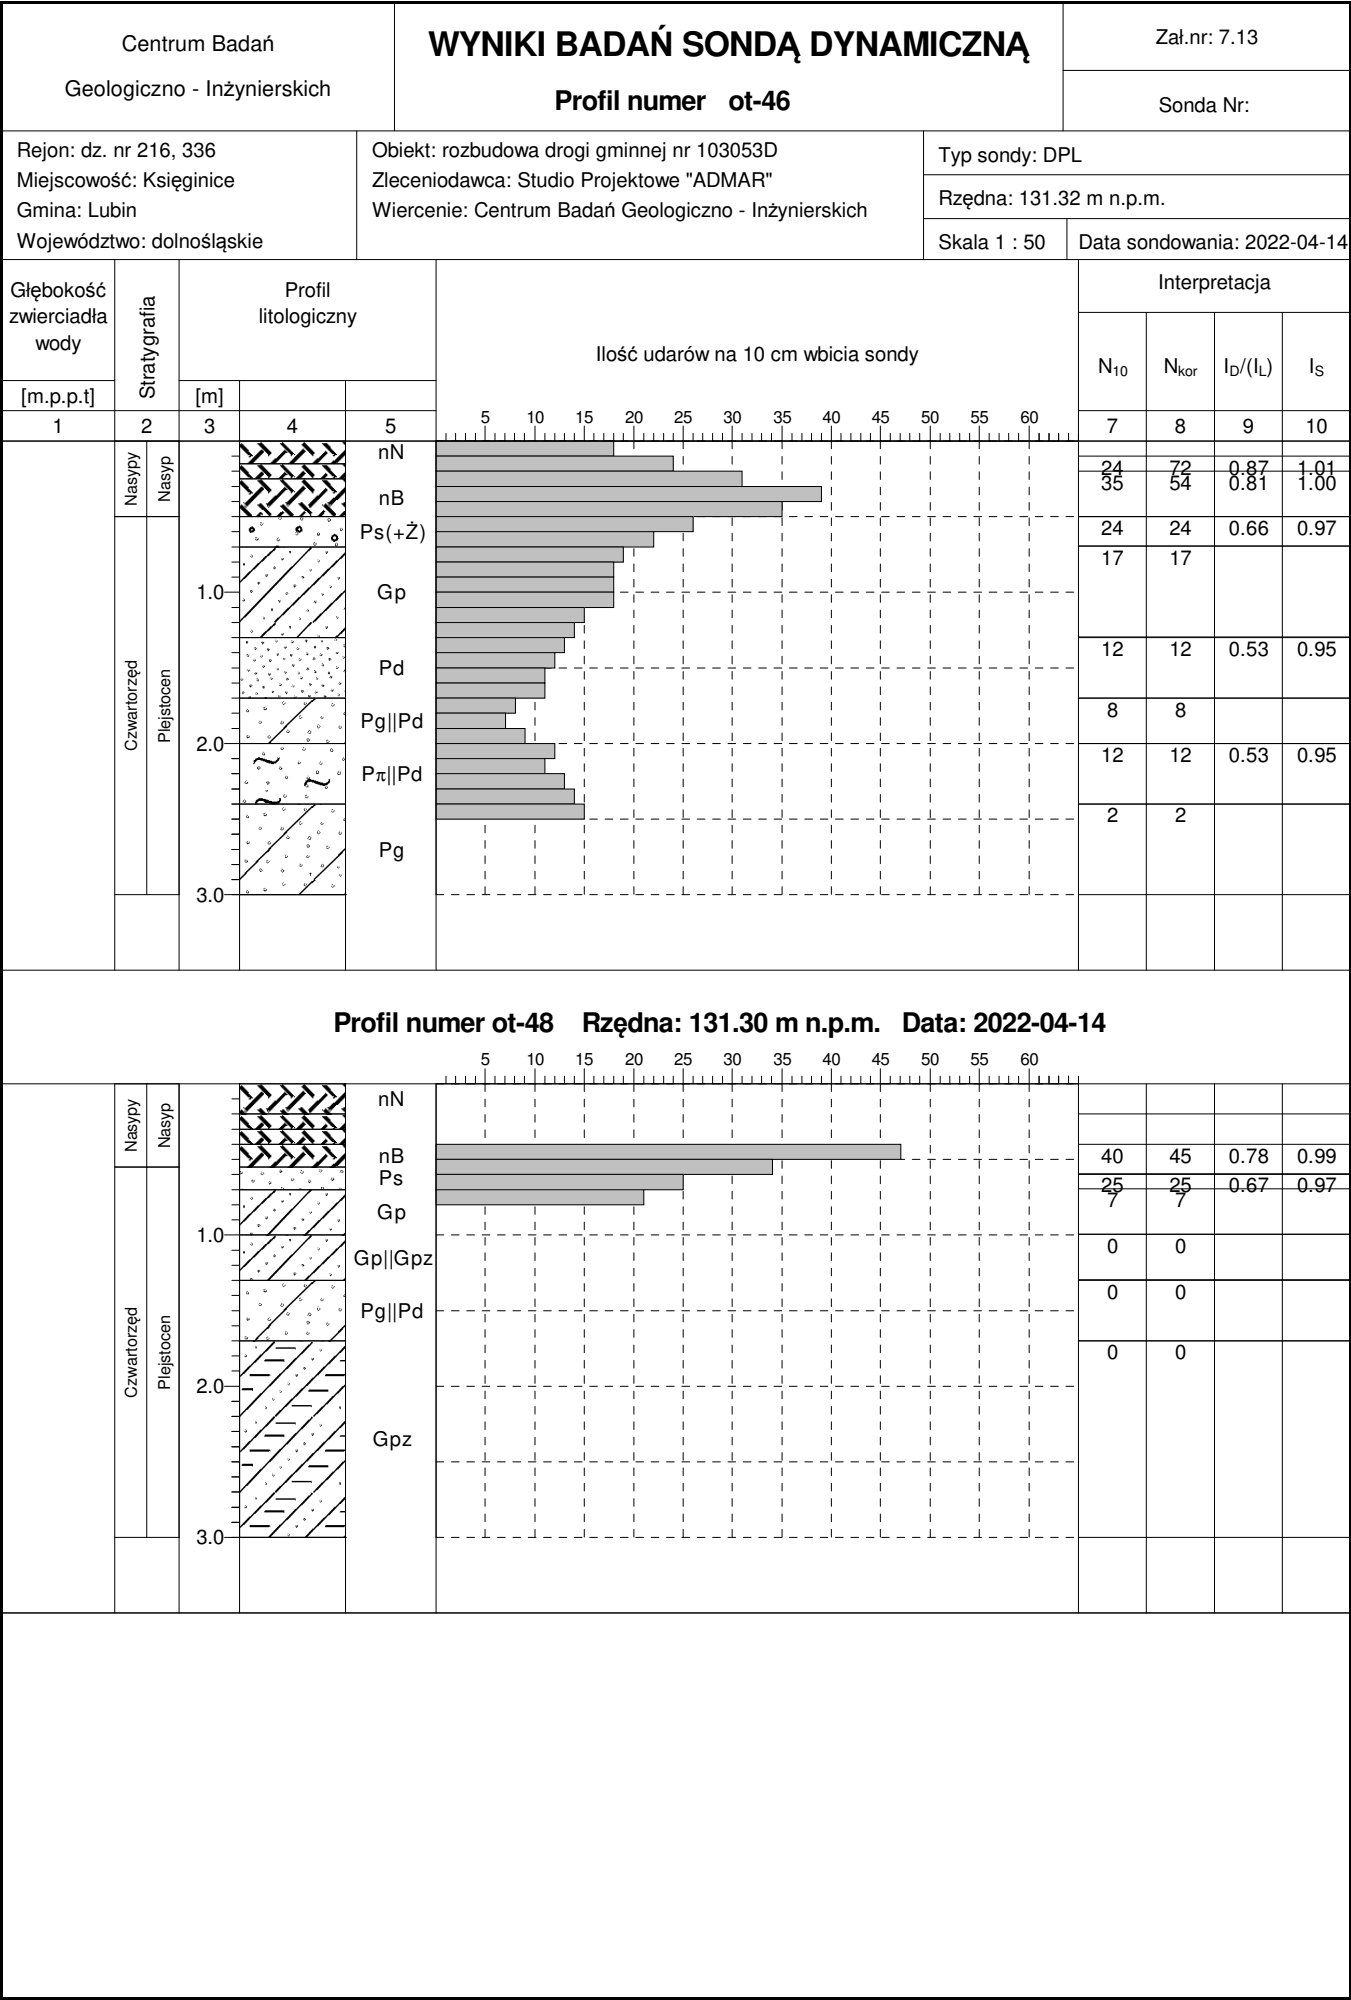 Centrum Badań
Geologiczno - Inżynierskich
WYNIKI BADAŃ SONDĄ DYNAMICZNĄ
Profil numer ot-46
Zał.nr: 7.13
Sonda Nr:
Rejon: dz. nr 216, 336
Miejscowość: Księginice
Gmina: Lubin
Województwo: dolnośląskie
Obiekt: rozbudowa drogi gminnej nr 103053D
Zleceniodawca: Studio Projektowe "ADMAR"
Wiercenie: Centrum Badań Geologiczno - Inżynierskich
Typ sondy: DPL
Rzędna: 131.32 m n.p.m.
Skala 1 : 50 Data sondowania: 2022-04-14
Głębokość
zwierciadła
wody
[m.p.p.t]
Stratygrafia
Profil
litologiczny
[m]
Ilość udarów na 10 cm wbicia sondy
Interpretacja
N10 Nkor ID/(IL) IS
5 10 15 20 25 30 35 40 45 50 55 60
1 2 3 4 5 7 8 9 10
Nasypy Nasyp
Czwartorzęd Plejstocen
1.0
2.0
3.0
nN
nB
Ps(+Ż)
Gp
Pd
Pg||Pd
Pπ||Pd
Pg
24 72 0.87 1.01
35 54 0.81 1.00
24 24 0.66 0.97
17 17
12 12 0.53 0.95
8 8
12 12 0.53 0.95
2 2
Profil numer ot-48 Rzędna: 131.30 m n.p.m. Data: 2022-04-14
5 10 15 20 25 30 35 40 45 50 55 60
Nasypy Nasyp
Czwartorzęd Plejstocen
1.0
2.0
3.0
nN
nB
Ps
Gp
Gp||Gpz
Pg||Pd
Gpz
40 45 0.78 0.99
25 25 0.67 0.97
7 7
0 0
0 0
0 0